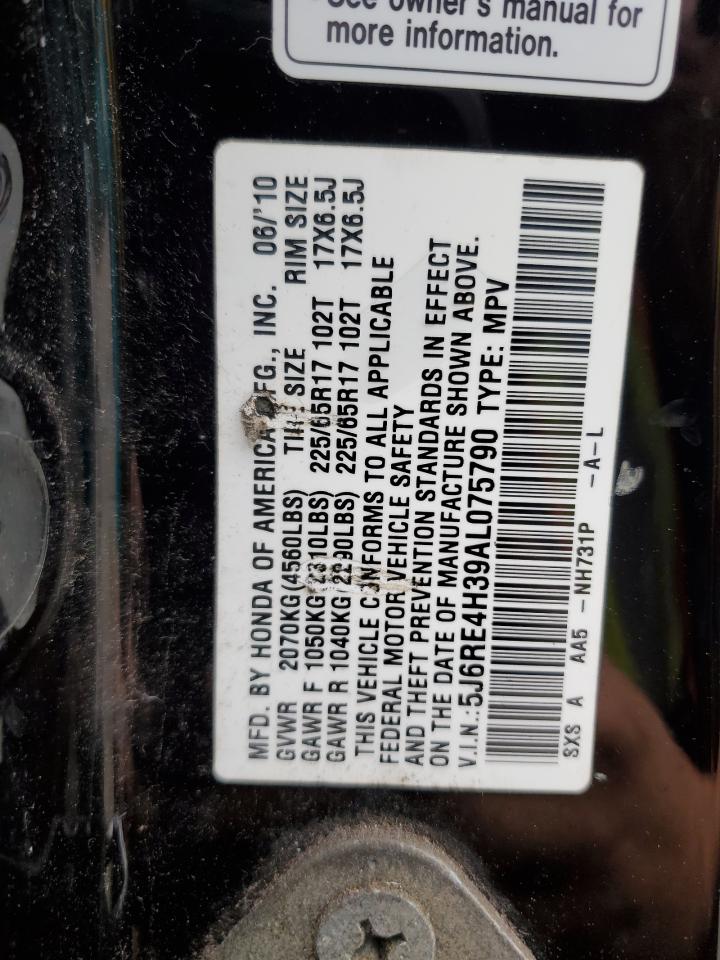 See owner's manual for
more information.
MFD. BY HONDA OF AMERICA MFG., INC. 06/'10
GVWR 2070KG(4560LBS) TIRE SIZE RIM SIZE
GAWR F 1050KG(2310LBS) 225/65R17 102T 17X6.5J
GAWR R 1040KG(2290LBS) 225/65R17 102T 17X6.5J
THIS VEHICLE CONFORMS TO ALL APPLICABLE
FEDERAL MOTOR VEHICLE SAFETY
AND THEFT PREVENTION STANDARDS IN EFFECT
ON THE DATE OF MANUFACTURE SHOWN ABOVE.
V.I.N.:5J6RE4H39AL075790 TYPE: MPV
SXS A AA5 -NH731P -A-L